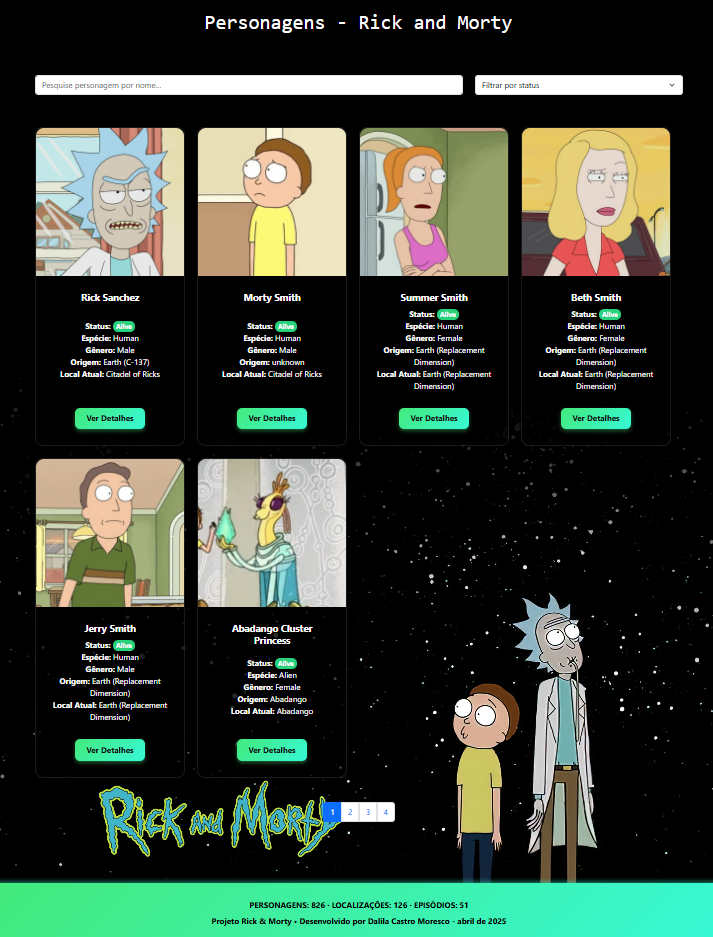 Personagens - Rick and Morty
Pesquise personagem por nome...
Filtrar por status
Rick Sanchez
Status: Alive
Espécie: Human
Gênero: Male
Origem: Earth (C-137)
Local Atual: Citadel of Ricks
Ver Detalhes
Morty Smith
Status: Alive
Espécie: Human
Gênero: Male
Origem: unknown
Local Atual: Citadel of Ricks
Ver Detalhes
Summer Smith
Status: Alive
Espécie: Human
Gênero: Female
Origem: Earth (Replacement
Dimension)
Local Atual: Earth (Replacement
Dimension)
Ver Detalhes
Beth Smith
Status: Alive
Espécie: Human
Gênero: Female
Origem: Earth (Replacement
Dimension)
Local Atual: Earth (Replacement
Dimension)
Ver Detalhes
Jerry Smith
Status: Alive
Espécie: Human
Gênero: Male
Origem: Earth (Replacement
Dimension)
Local Atual: Earth (Replacement
Dimension)
Ver Detalhes
Abadango Cluster
Princess
Status: Alive
Espécie: Alien
Gênero: Female
Origem: Abadango
Local Atual: Abadango
Ver Detalhes
Rick and Morty
1 2 3 4
PERSONAGENS: 826 · LOCALIZAÇÕES: 126 · EPISÓDIOS: 51
Projeto Rick & Morty • Desenvolvido por Dalila Castro Moresco - abril de 2025